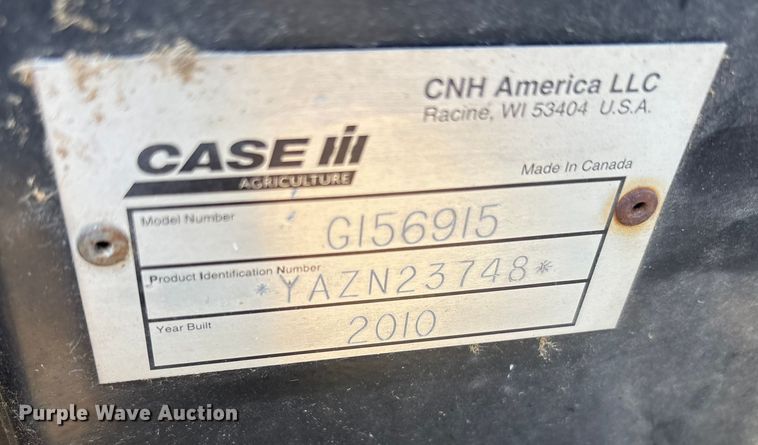 CNH America LLC
Racine, WI 53404 U.S.A.
CASE IH
AGRICULTURE
Made In Canada
Model Number
G156915
Product Identification Number
*YAZN23748*
Year Built
2010
Purple Wave Auction